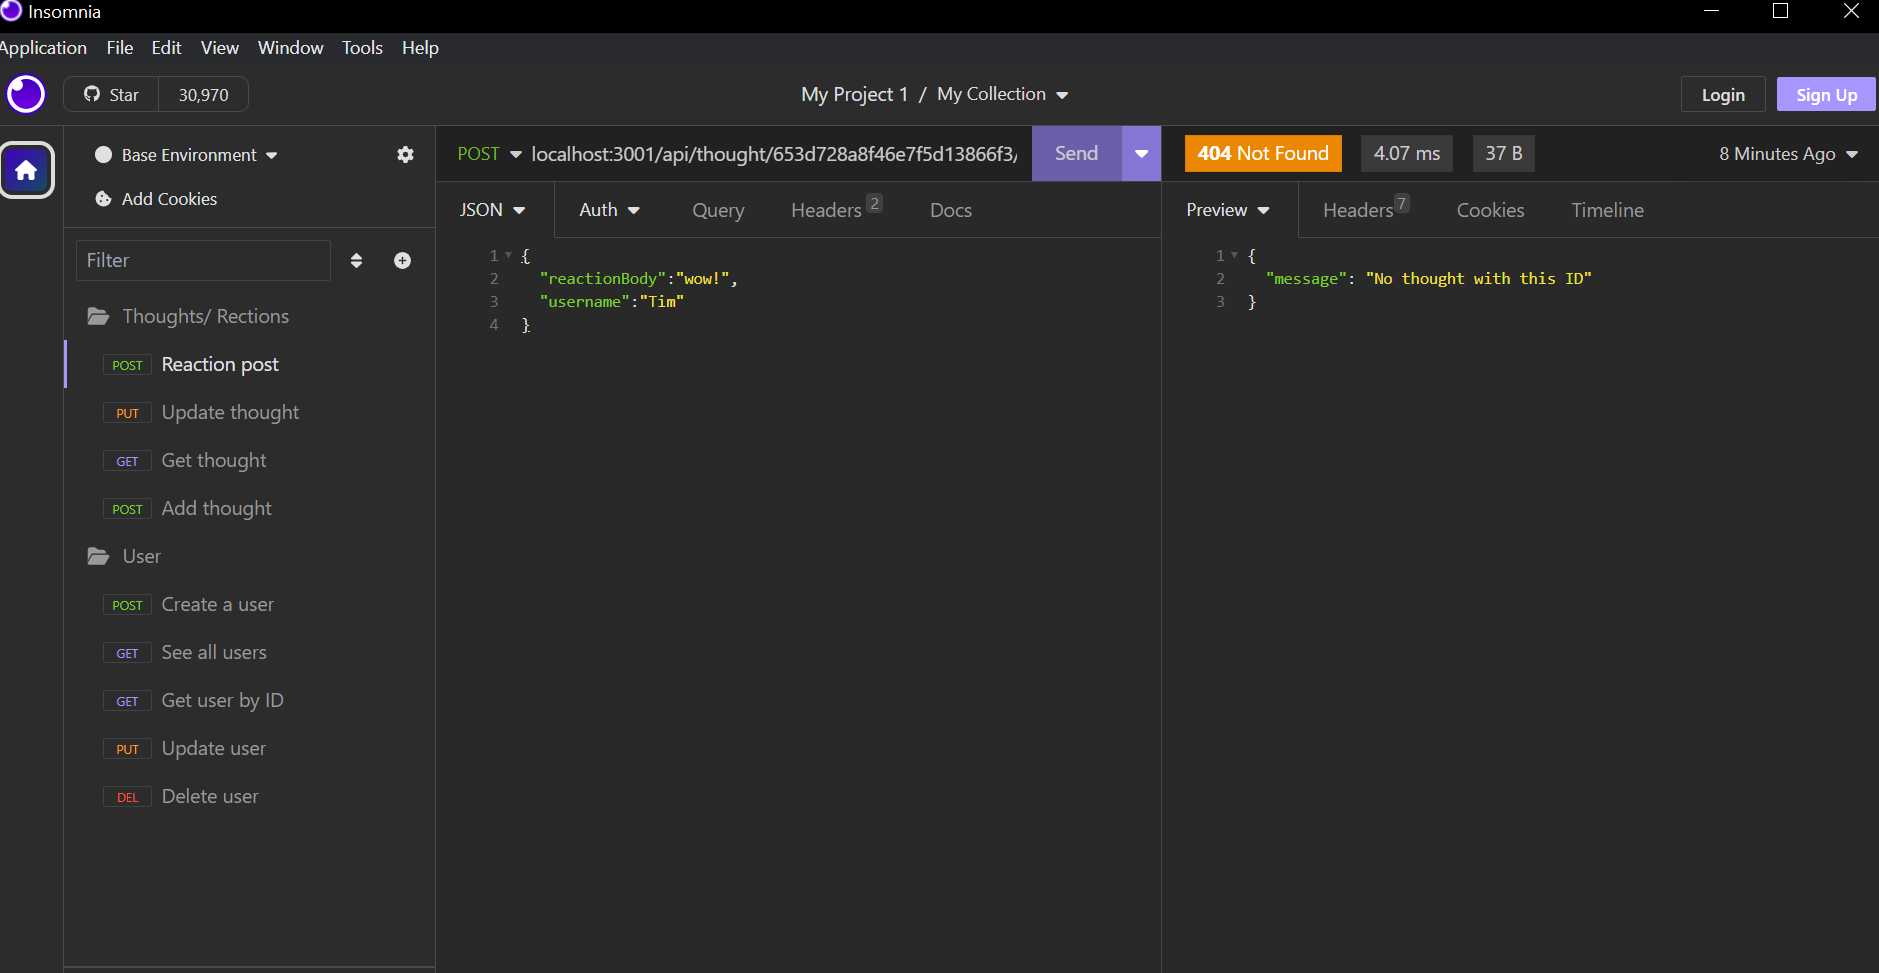 Insomnia
Application File Edit View Window Tools Help
Star 30,970
My Project 1 / My Collection
Login Sign Up
Base Environment
Add Cookies
Filter
Thoughts/ Rections
POST Reaction post
PUT Update thought
GET Get thought
POST Add thought
User
POST Create a user
GET See all users
GET Get user by ID
PUT Update user
DEL Delete user
POST localhost:3001/api/thought/653d728a8f46e7f5d13866f3/ Send
JSON Auth Query Headers 2 Docs
1 {
2 "reactionBody":"wow!",
3 "username":"Tim"
4 }
404 Not Found 4.07 ms 37 B 8 Minutes Ago
Preview Headers 7 Cookies Timeline
1 {
2 "message": "No thought with this ID"
3 }